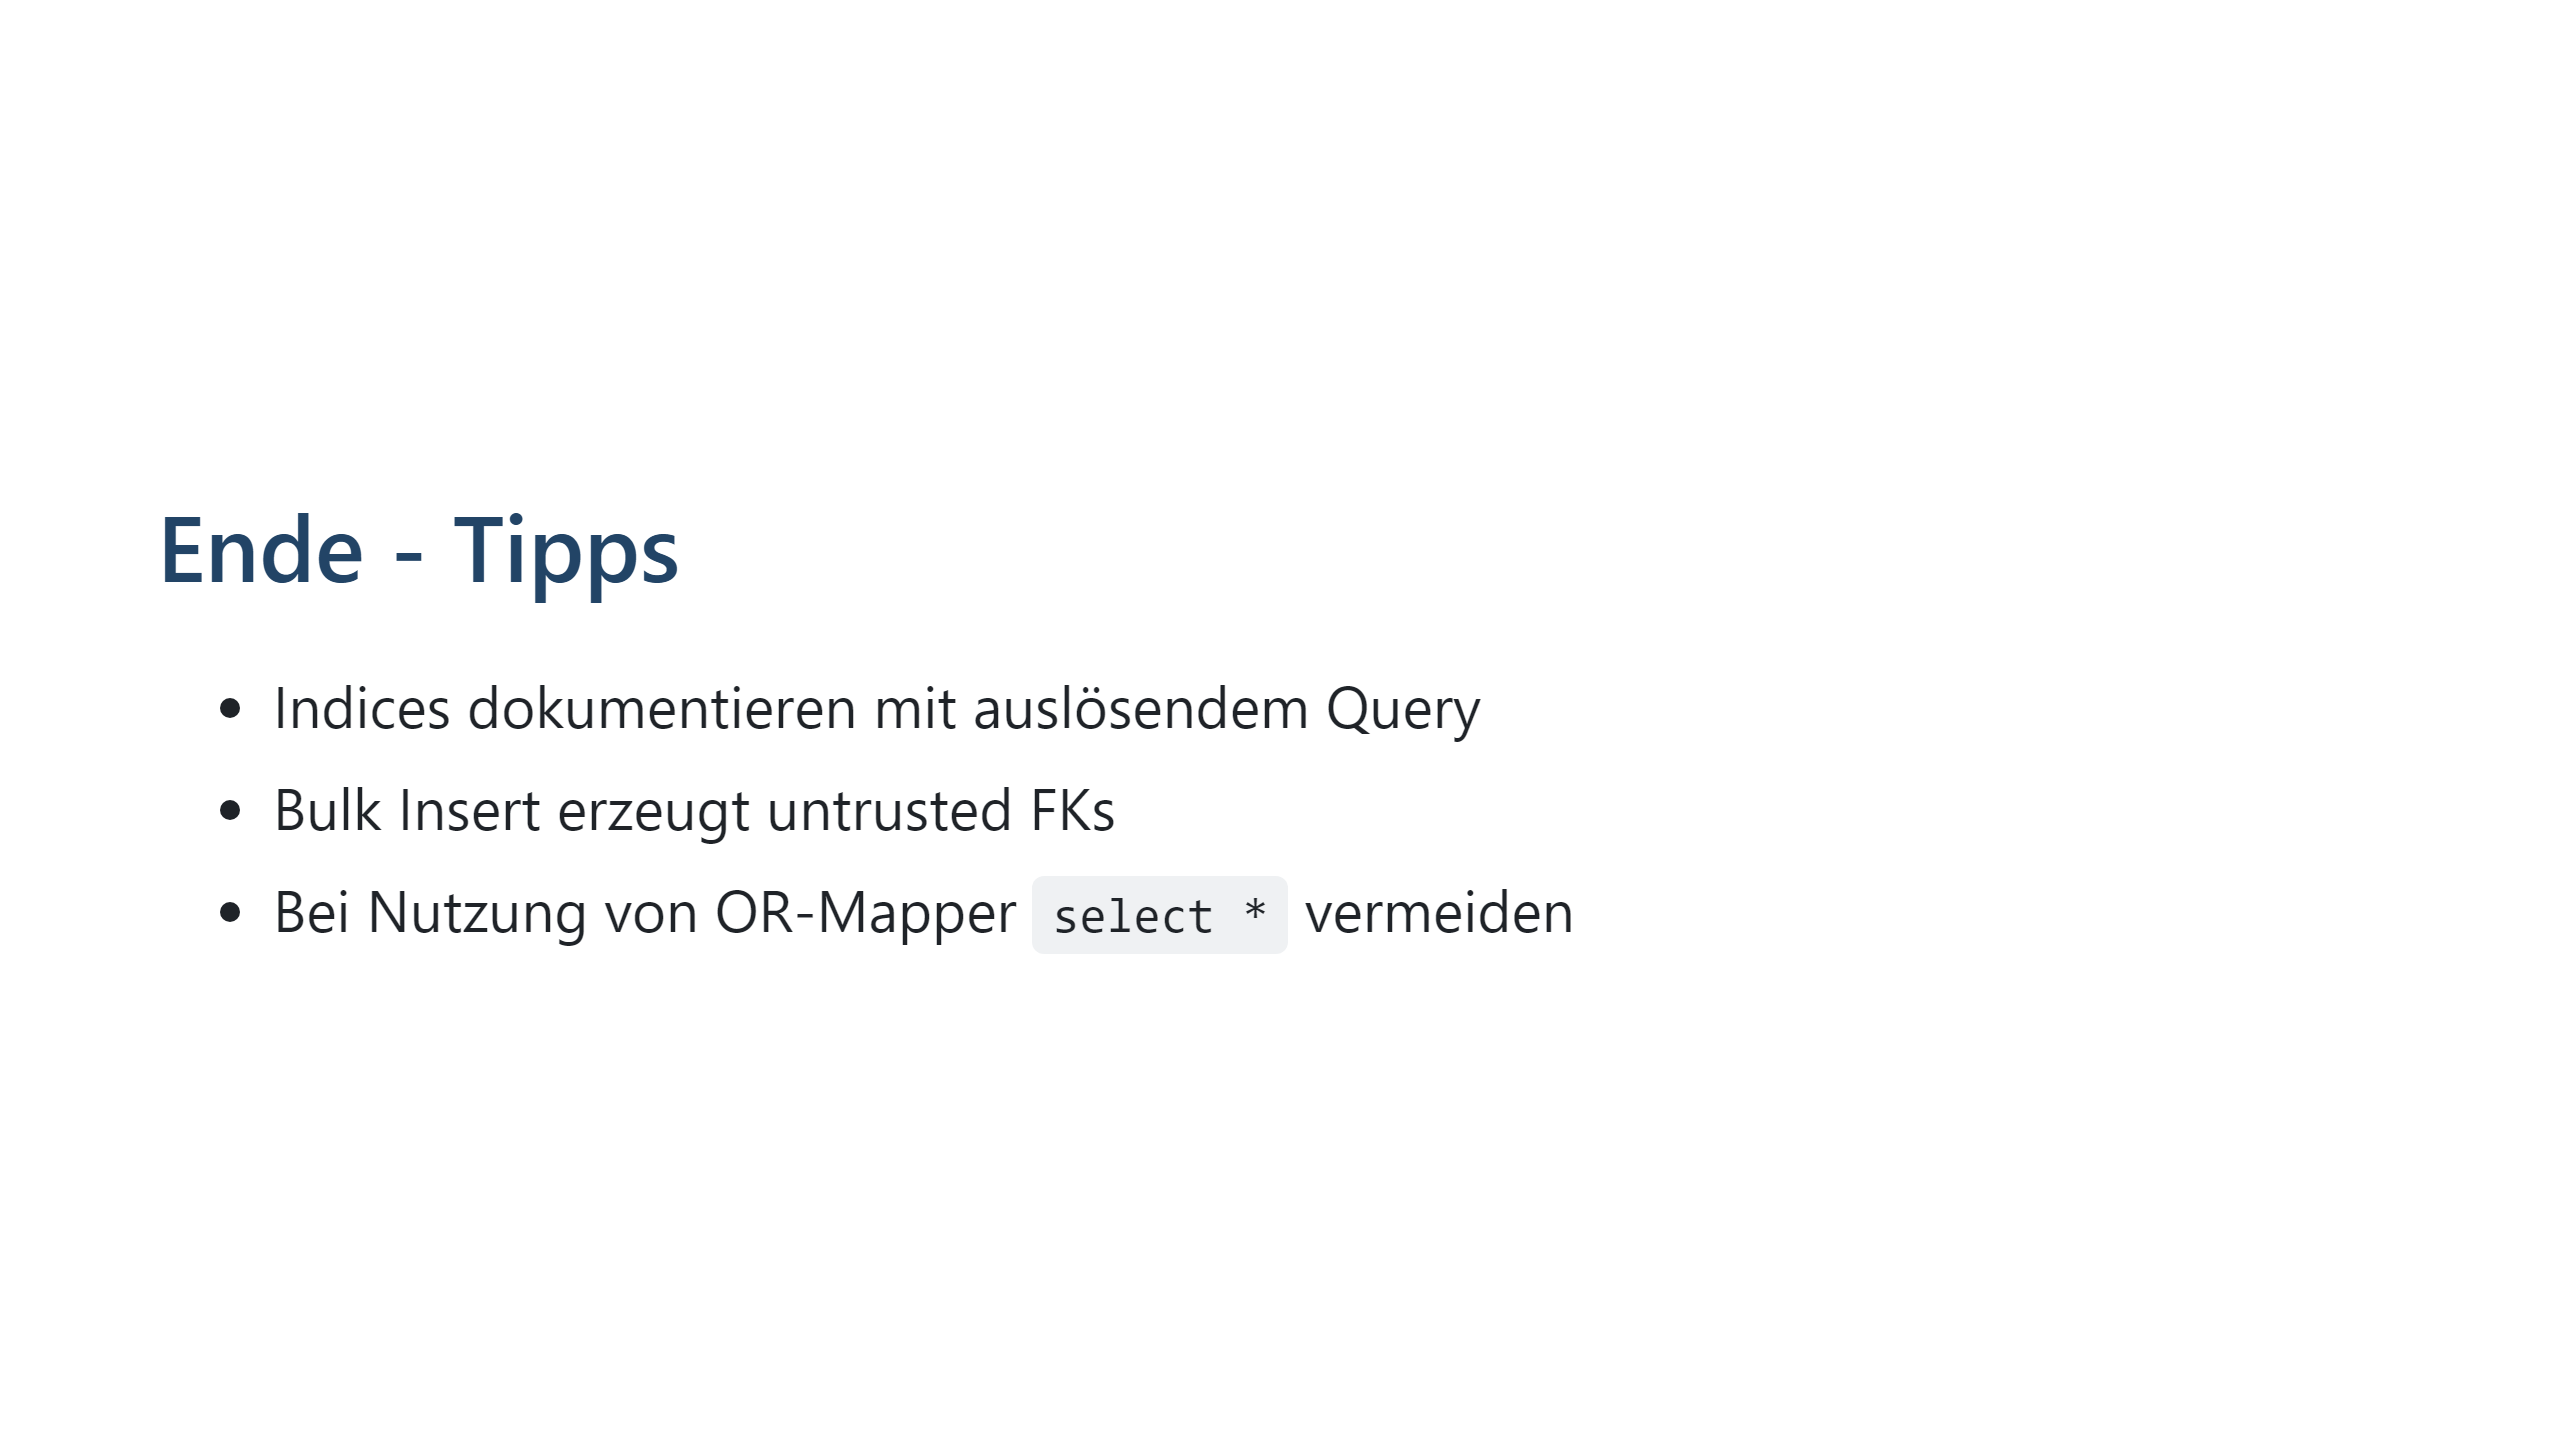 Ende - Tipps
Indices dokumentieren mit auslösendem Query
Bulk Insert erzeugt untrusted FKs
Bei Nutzung von OR-Mapper select * vermeiden